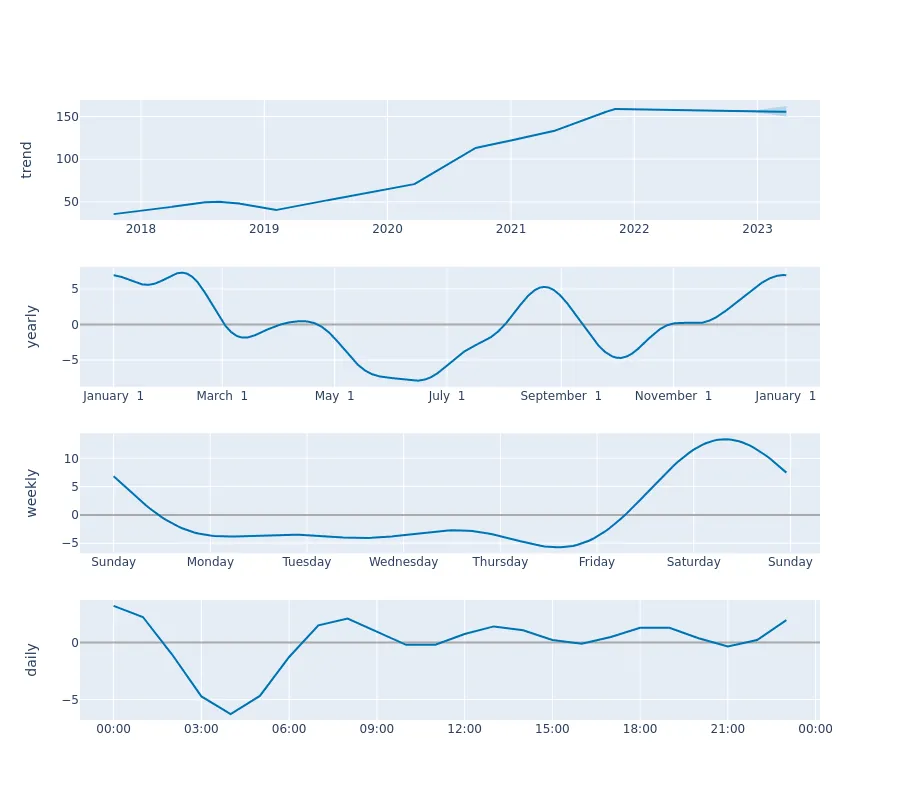 trend
150
100
50
2018 2019 2020 2021 2022 2023
yearly
5
0
−5
January 1 March 1 May 1 July 1 September 1 November 1 January 1
weekly
10
5
0
−5
Sunday Monday Tuesday Wednesday Thursday Friday Saturday Sunday
daily
0
−5
00:00 03:00 06:00 09:00 12:00 15:00 18:00 21:00 00:00